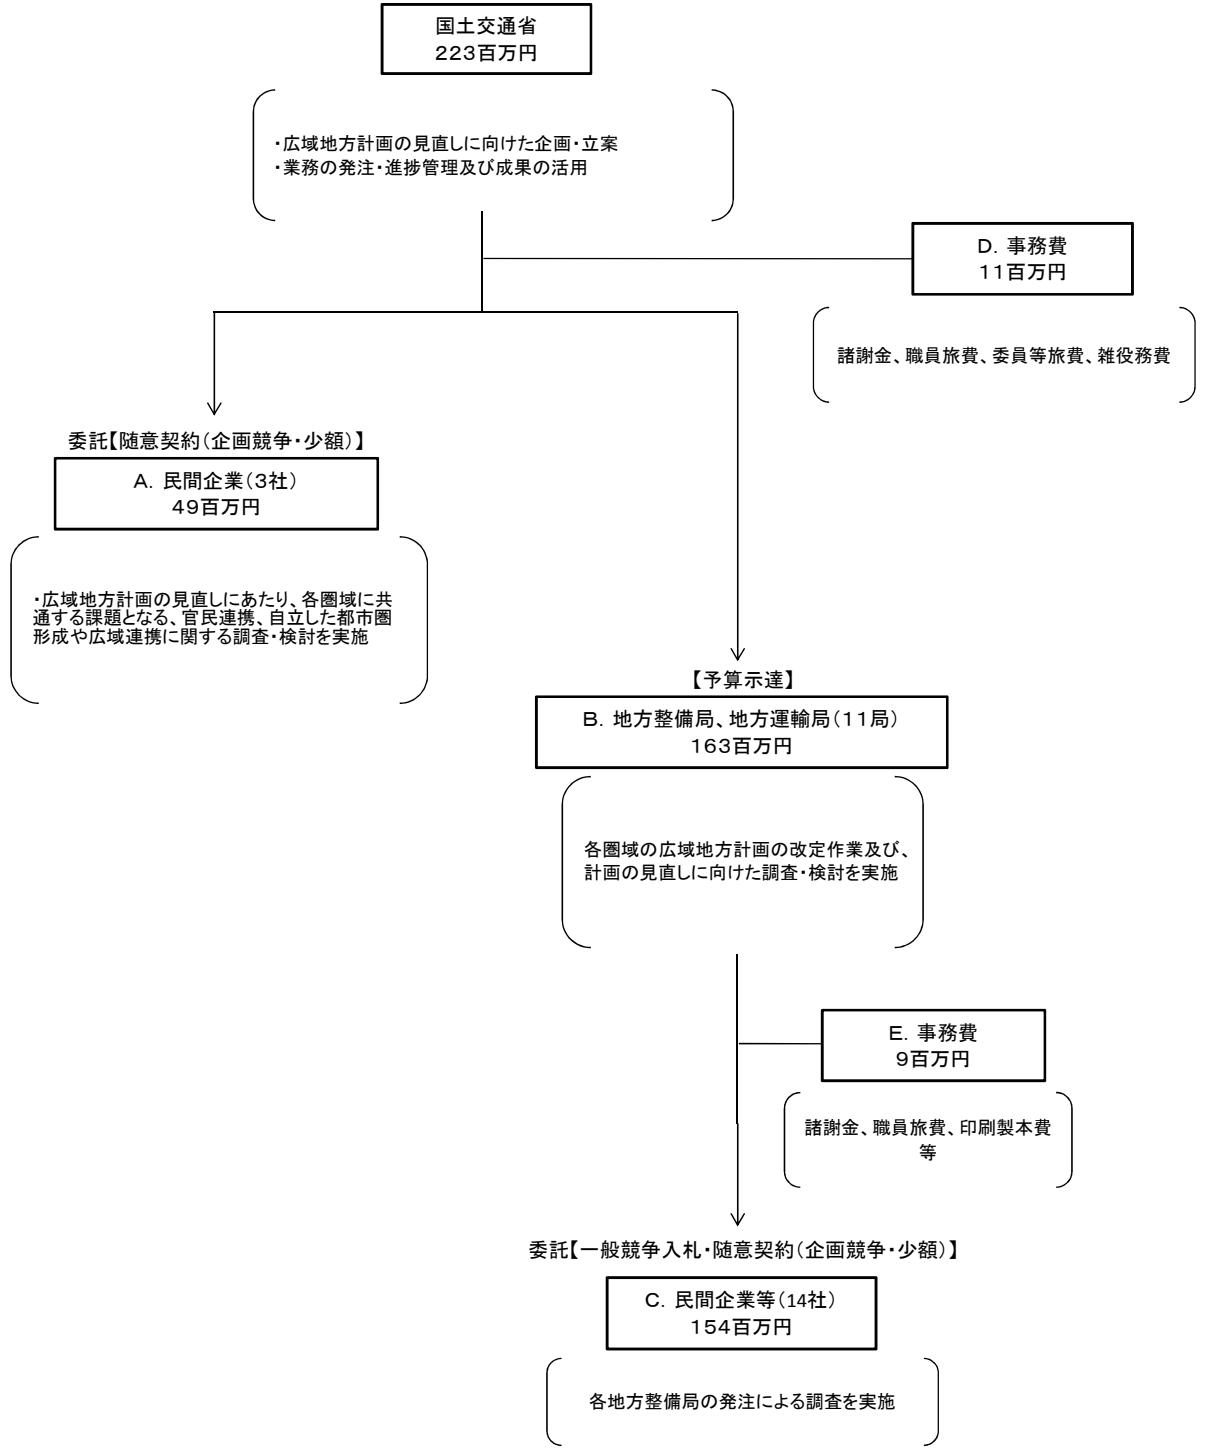 国土交通省
２２３百万円
・広域地方計画の見直しに向けた企画・立案
・業務の発注・進捗管理及び成果の活用
D．事務費
１１百万円
諸謝金、職員旅費、委員等旅費、雑役務費
委託【随意契約（企画競争・少額）】
A．民間企業（３社）
４９百万円
・広域地方計画の見直しにあたり、各圏域に共
通する課題となる、官民連携、自立した都市圏
形成や広域連携に関する調査・検討を実施
【予算示達】
B．地方整備局、地方運輸局（１１局）
１６３百万円
各圏域の広域地方計画の改定作業及び、
計画の見直しに向けた調査・検討を実施
E．事務費
９百万円
諸謝金、職員旅費、印刷製本費
等
委託【一般競争入札・随意契約（企画競争・少額）】
C．民間企業等（14社）
１５４百万円
各地方整備局の発注による調査を実施